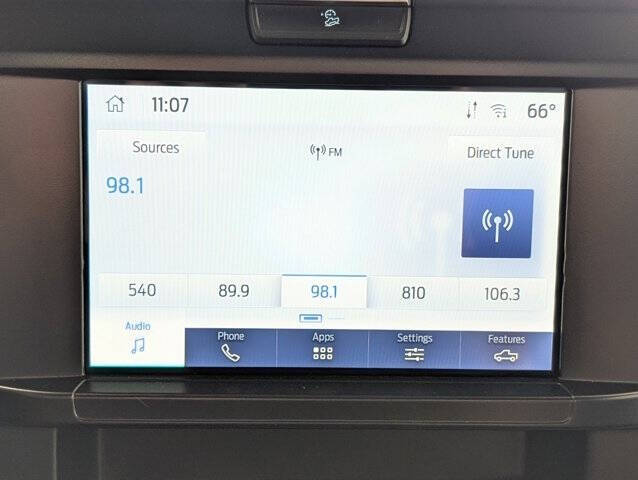 11:07 66°
Sources FM Direct Tune
98.1
540 89.9 98.1 810 106.3
Audio Phone Apps Settings Features